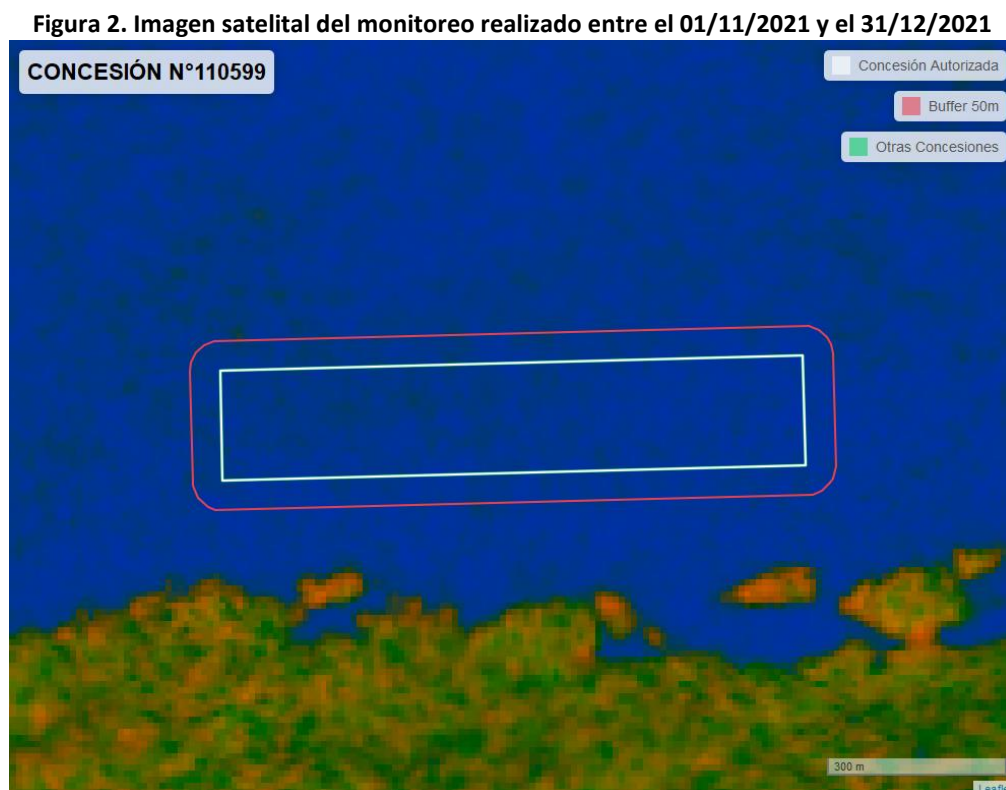 Figura 2. Imagen satelital del monitoreo realizado entre el 01/11/2021 y el 31/12/2021
CONCESIÓN N°110599
Concesión Autorizada
Buffer 50m
Otras Concesiones
300 m